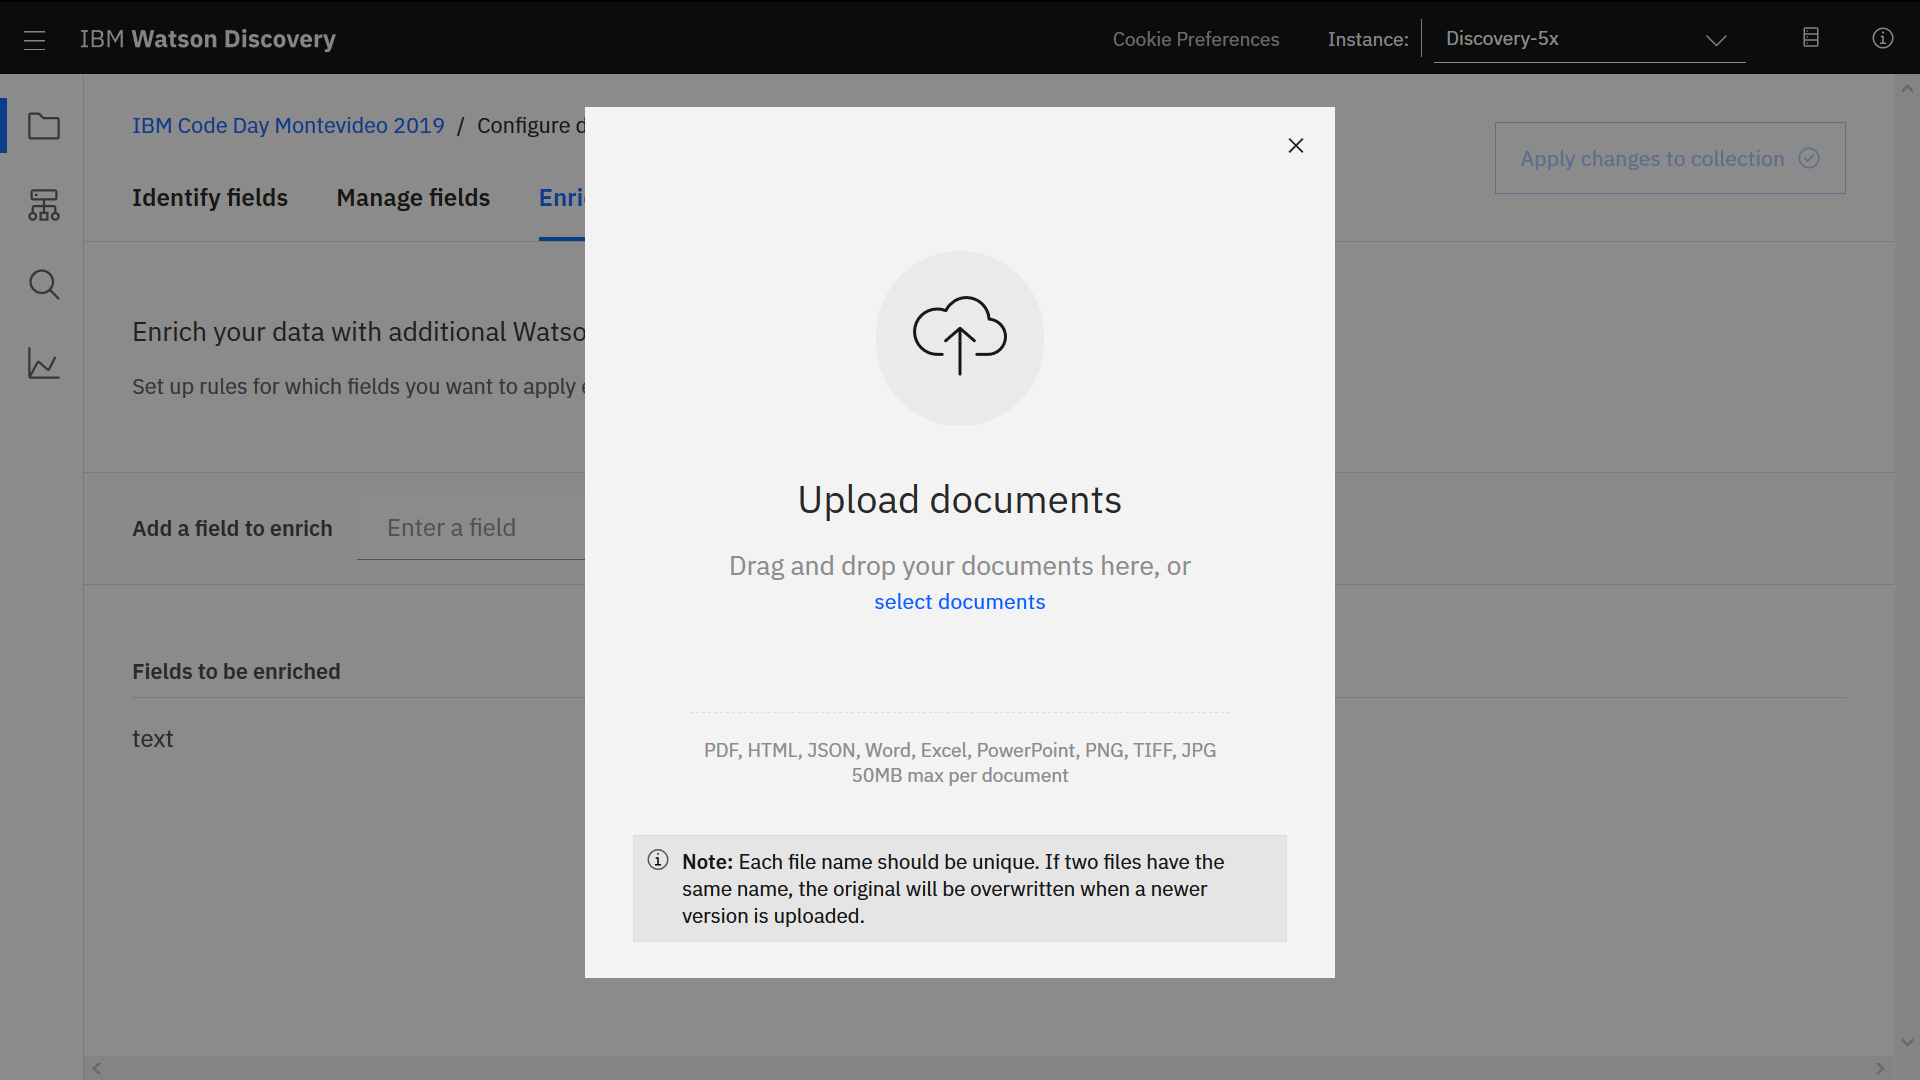 IBM Watson Discovery
Cookie Preferences
Instance:
Discovery-5x
IBM Code Day Montevideo 2019 / Configure d
Apply changes to collection
Identify fields
Manage fields
Enri
Enrich your data with additional Watso
Set up rules for which fields you want to apply e
Add a field to enrich
Enter a field
Fields to be enriched
text
Upload documents
Drag and drop your documents here, or
select documents
PDF, HTML, JSON, Word, Excel, PowerPoint, PNG, TIFF, JPG
50MB max per document
Note: Each file name should be unique. If two files have the
same name, the original will be overwritten when a newer
version is uploaded.